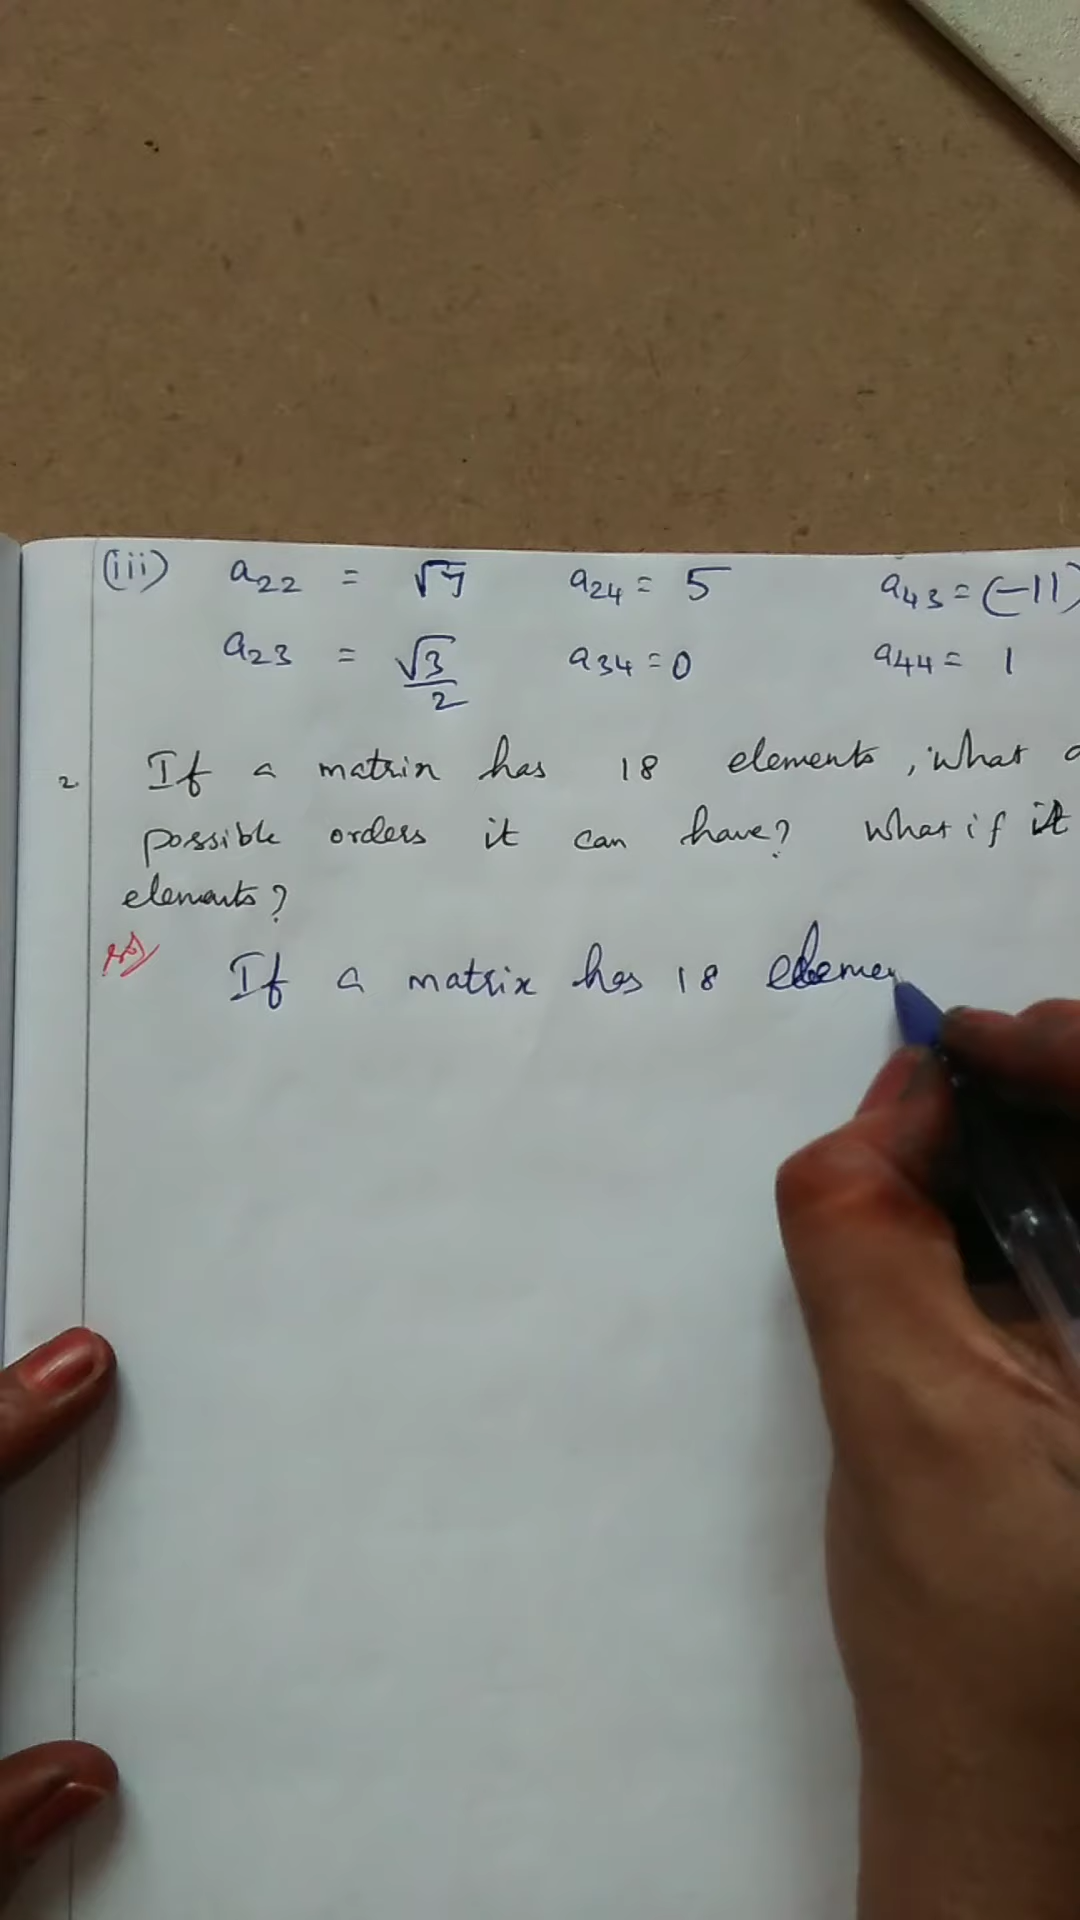 (iii) a22 = √7 a24 = 5 a43 = (-11)
a23 = √3/2 a34 = 0 a44 = 1
2 If a matrix has 18 elements, what
possible orders it can have? What if it
elements?
If a matrix has 18 eleme